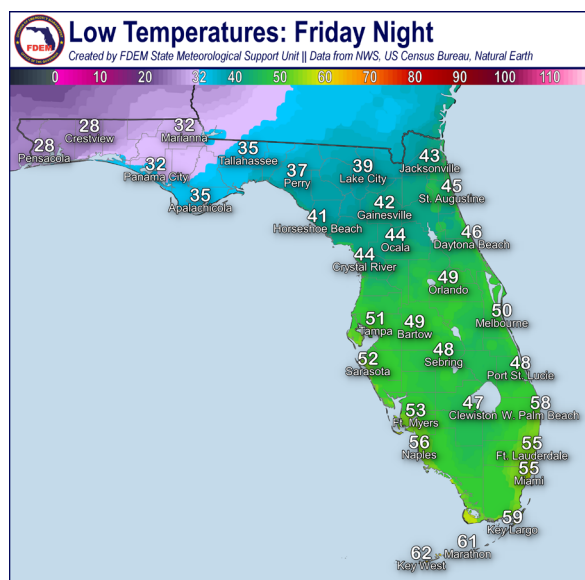 Low Temperatures: Friday Night
Created by FDEM State Meteorological Support Unit || Data from NWS, US Census Bureau, Natural Earth
FDEM
0 10 20 32 40 50 60 70 80 90 100 110
28
Crestview
32
Marianna
28
Pensacola
35
Tallahassee
32
Panama City
37
Perry
39
Lake City
43
Jacksonville
35
Apalachicola
45
St. Augustine
42
Gainesville
41
Horseshoe Beach
44
Ocala
46
Daytona Beach
44
Crystal River
49
Orlando
50
Melbourne
51
Tampa
49
Bartow
52
Sarasota
48
Sebring
48
Port St. Lucie
53
Ft. Myers
47
Clewiston
58
W. Palm Beach
56
Naples
55
Ft. Lauderdale
55
Miami
59
Key Largo
61
Marathon
62
Key West